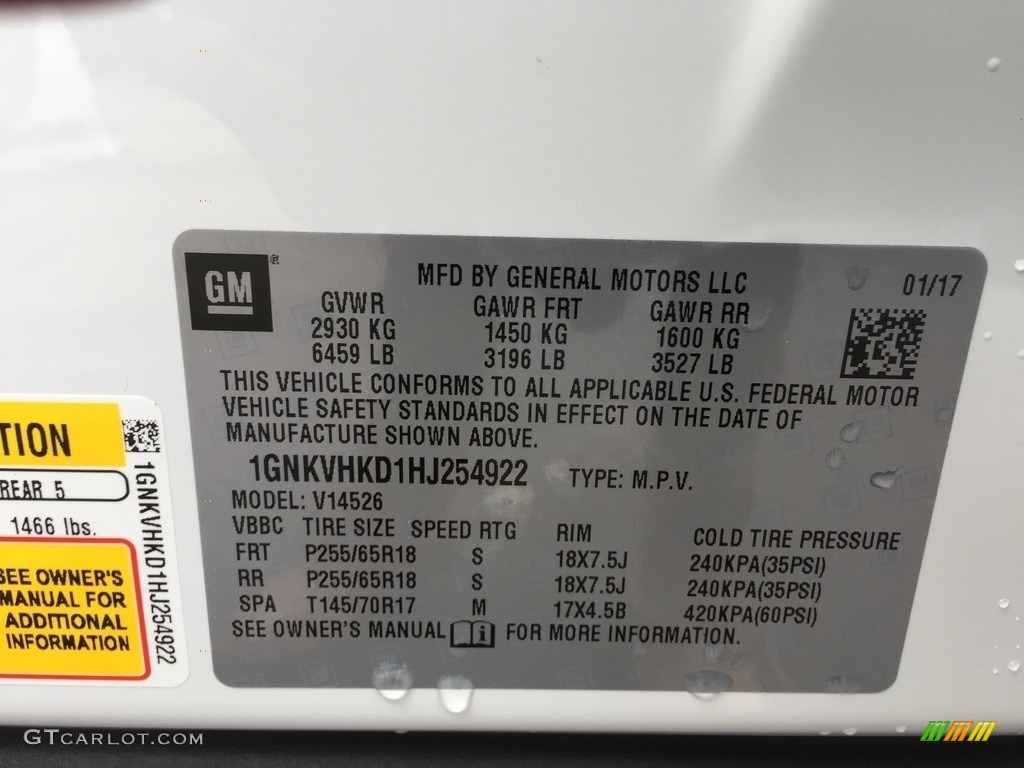 GM®
MFD BY GENERAL MOTORS LLC 01/17
GVWR GAWR FRT GAWR RR
2930 KG 1450 KG 1600 KG
6459 LB 3196 LB 3527 LB
THIS VEHICLE CONFORMS TO ALL APPLICABLE U.S. FEDERAL MOTOR
VEHICLE SAFETY STANDARDS IN EFFECT ON THE DATE OF
MANUFACTURE SHOWN ABOVE.
1GNKVHKD1HJ254922 TYPE: M.P.V.
MODEL: V14526
VBBC TIRE SIZE SPEED RTG RIM COLD TIRE PRESSURE
FRT P255/65R18 S 18X7.5J 240KPA(35PSI)
RR P255/65R18 S 18X7.5J 240KPA(35PSI)
SPA T145/70R17 M 17X4.5B 420KPA(60PSI)
SEE OWNER'S MANUAL FOR MORE INFORMATION.
TION
REAR 5
1466 lbs.
SEE OWNER'S
MANUAL FOR
ADDITIONAL
INFORMATION
1GNKVHKD1HJ254922
GTCARLOT.COM